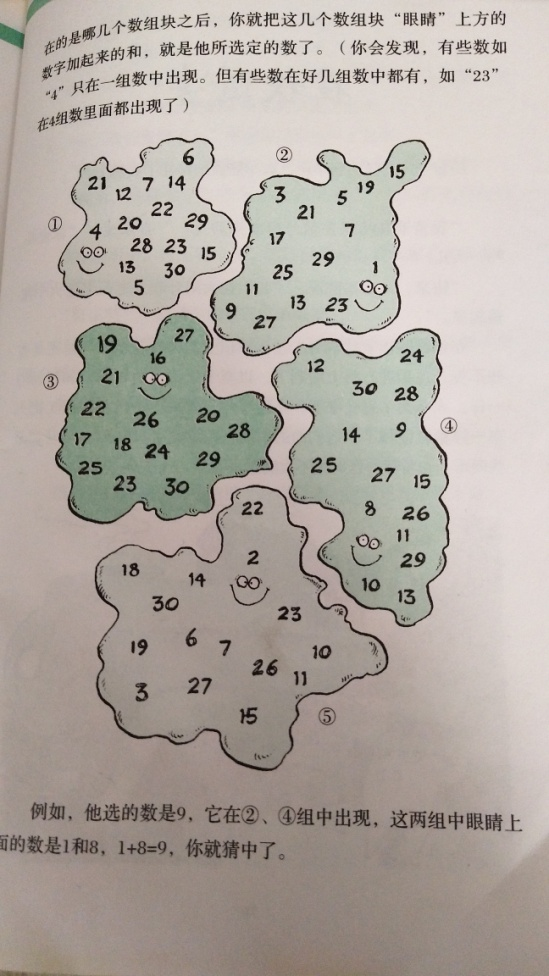 在的是哪几个数组块之后，你就把这几个数组块“眼睛”上方的
数字加起来的和，就是他所选定的数了。（你会发现，有些数如
“4”只在一组数中出现。但有些数在好几组数中都有，如“23”
在4组数里面都出现了）
①
6
21 12 7 14
22
4 20 29
28 23 15
13 30
5
②
15
3 5 19
21
17 7
29
25 1
11
9 13 23
27
③
19 27
16
21
22 26 20
17 18 24 28
25 29
23 30
④
12 24
30 28
14 9
25 27 15
8 26
11
29
10 13
⑤
22
2
18 14
30 23
19 6 7 10
26 11
3 27
15
例如，他选的数是9，它在②、④组中出现，这两组中眼睛上
面的数是1和8，1+8=9，你就猜中了。